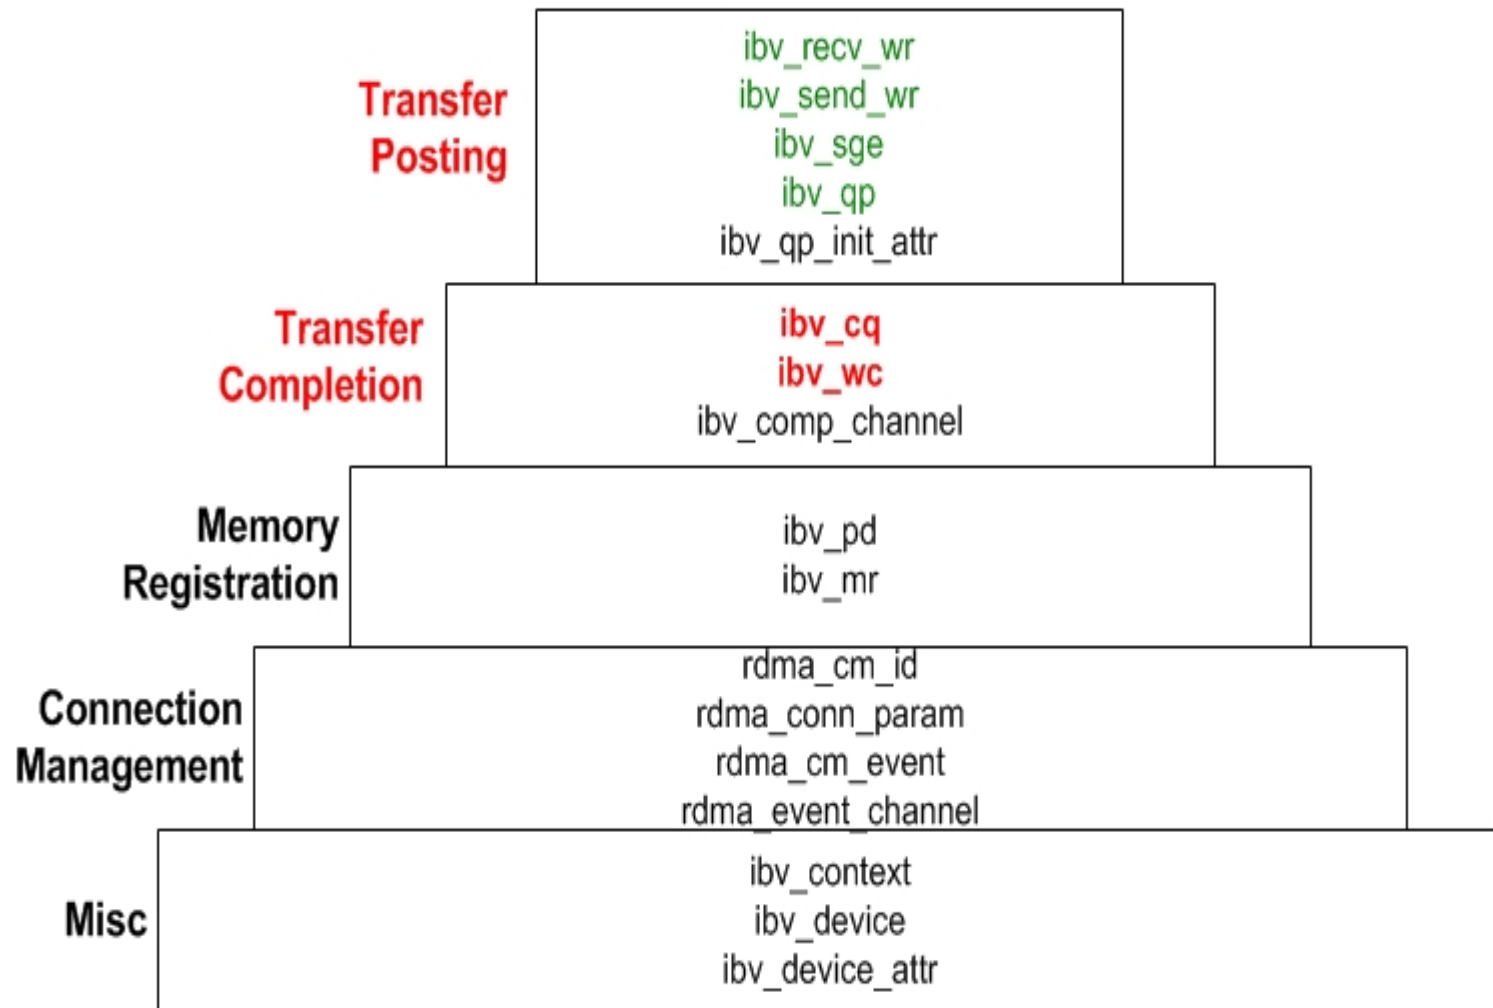 Transfer
Posting
ibv_recv_wr
ibv_send_wr
ibv_sge
ibv_qp
ibv_qp_init_attr
Transfer
Completion
ibv_cq
ibv_wc
ibv_comp_channel
Memory
Registration
ibv_pd
ibv_mr
Connection
Management
rdma_cm_id
rdma_conn_param
rdma_cm_event
rdma_event_channel
Misc
ibv_context
ibv_device
ibv_device_attr